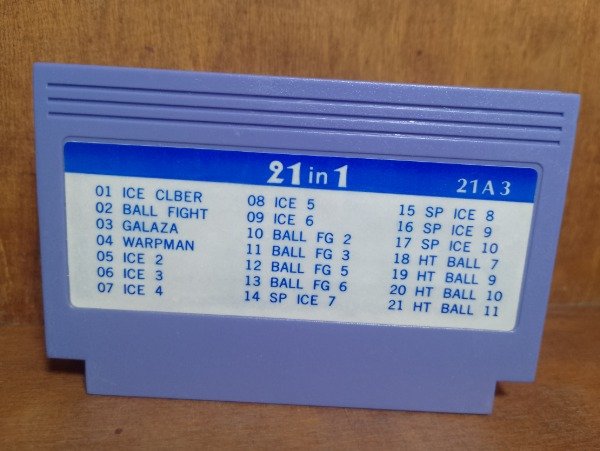 21 in 1
21A3
01 ICE CLBER
02 BALL FIGHT
03 GALAZA
04 WARPMAN
05 ICE 2
06 ICE 3
07 ICE 4
08 ICE 5
09 ICE 6
10 BALL FG 2
11 BALL FG 3
12 BALL FG 5
13 BALL FG 6
14 SP ICE 7
15 SP ICE 8
16 SP ICE 9
17 SP ICE 10
18 HT BALL 7
19 HT BALL 9
20 HT BALL 10
21 HT BALL 11